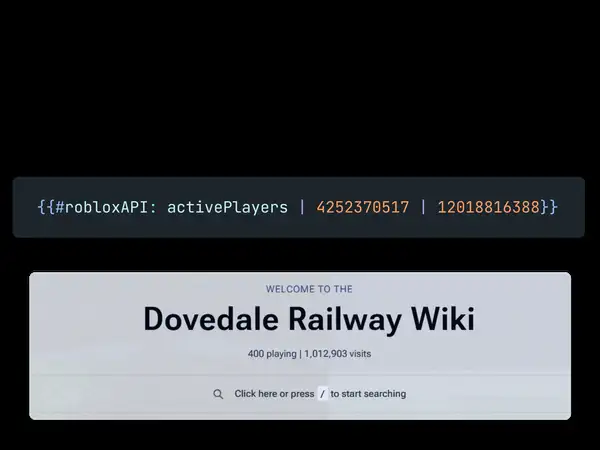 {{#robloxAPI: activePlayers | 4252370517 | 12018816388}}
WELCOME TO THE
Dovedale Railway Wiki
400 playing | 1,012,903 visits
Click here or press / to start searching